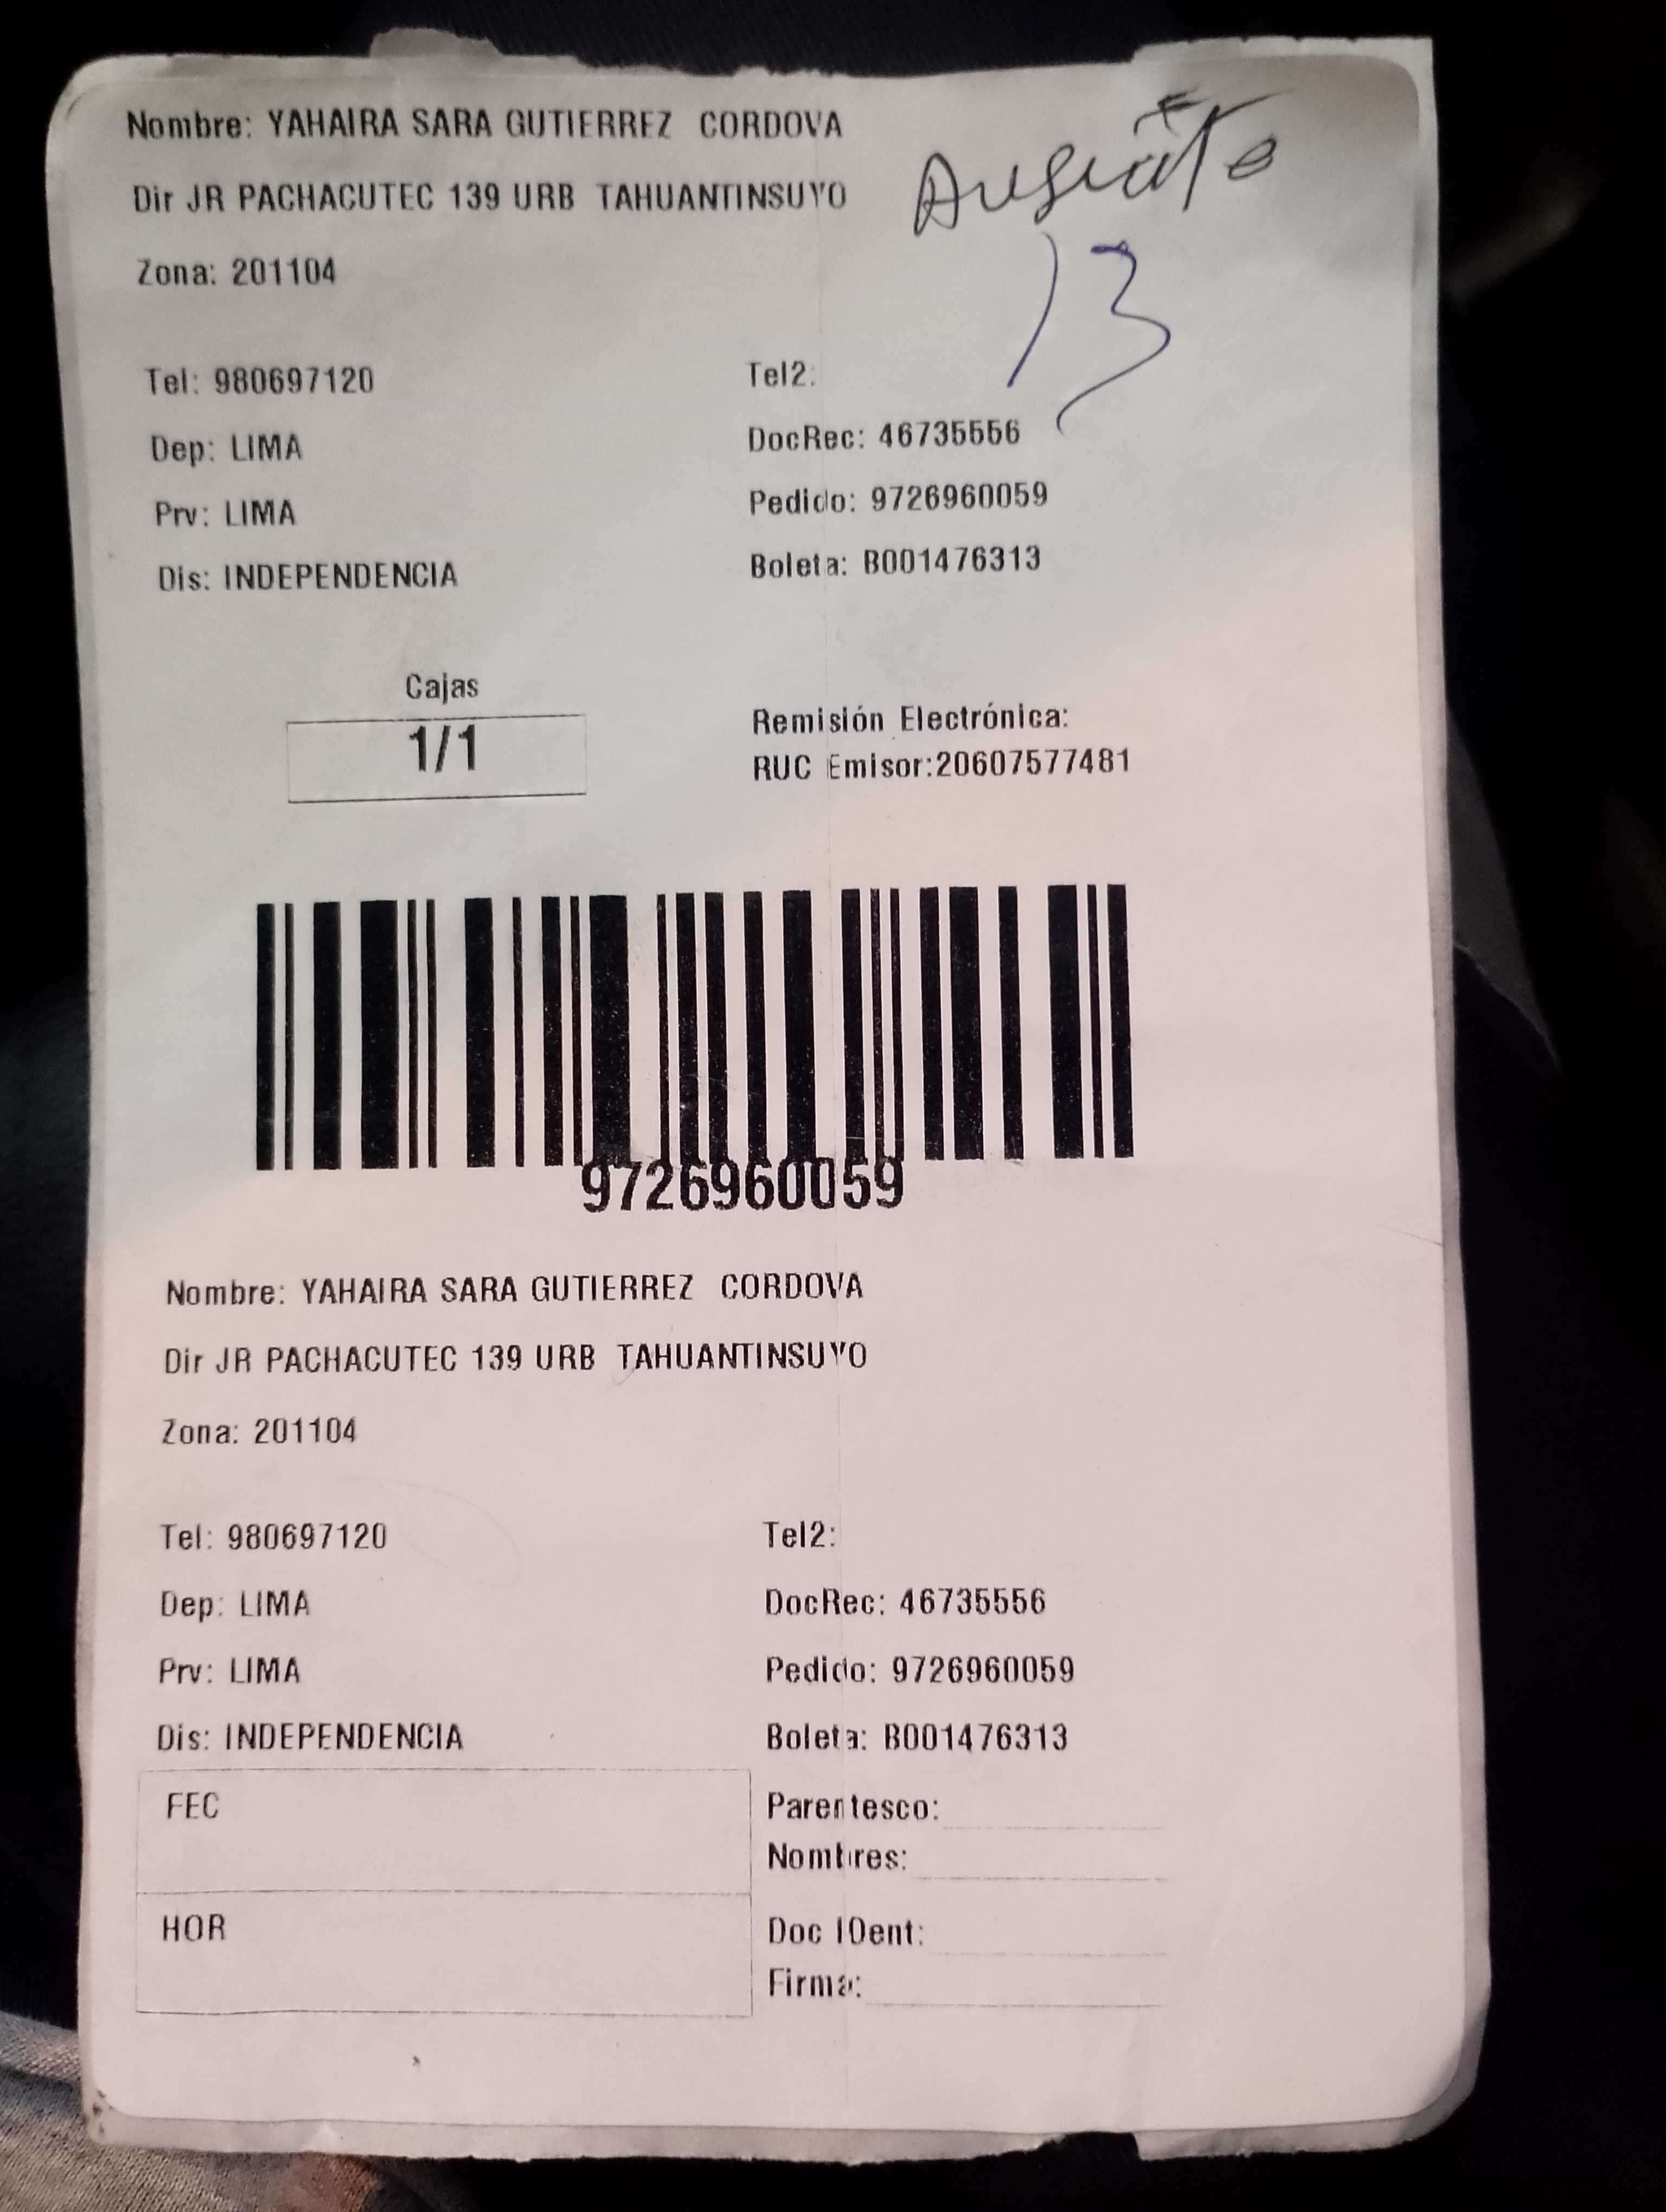 Nombre: YAHAIRA SARA GUTIERREZ CORDOVA
Dir JR PACHACUTEC 139 URB TAHUANTINSUYO
Zona: 201104
13
Tel: 980697120
Tel2:
Dep: LIMA
DocRec: 46735556
Prv: LIMA
Pedido: 9726960059
Dis: INDEPENDENCIA
Boleta: B001476313
Cajas
1/1
Remisión Electrónica:
RUC Emisor:20607577481
9726960059
Nombre: YAHAIRA SARA GUTIERREZ CORDOVA
Dir JR PACHACUTEC 139 URB TAHUANTINSUYO
Zona: 201104
Tel: 980697120
Tel2:
Dep: LIMA
DocRec: 46735556
Prv: LIMA
Pedido: 9726960059
Dis: INDEPENDENCIA
Boleta: B001476313
FEC
Parentesco:
Nombres:
HOR
Doc IDent:
Firma: